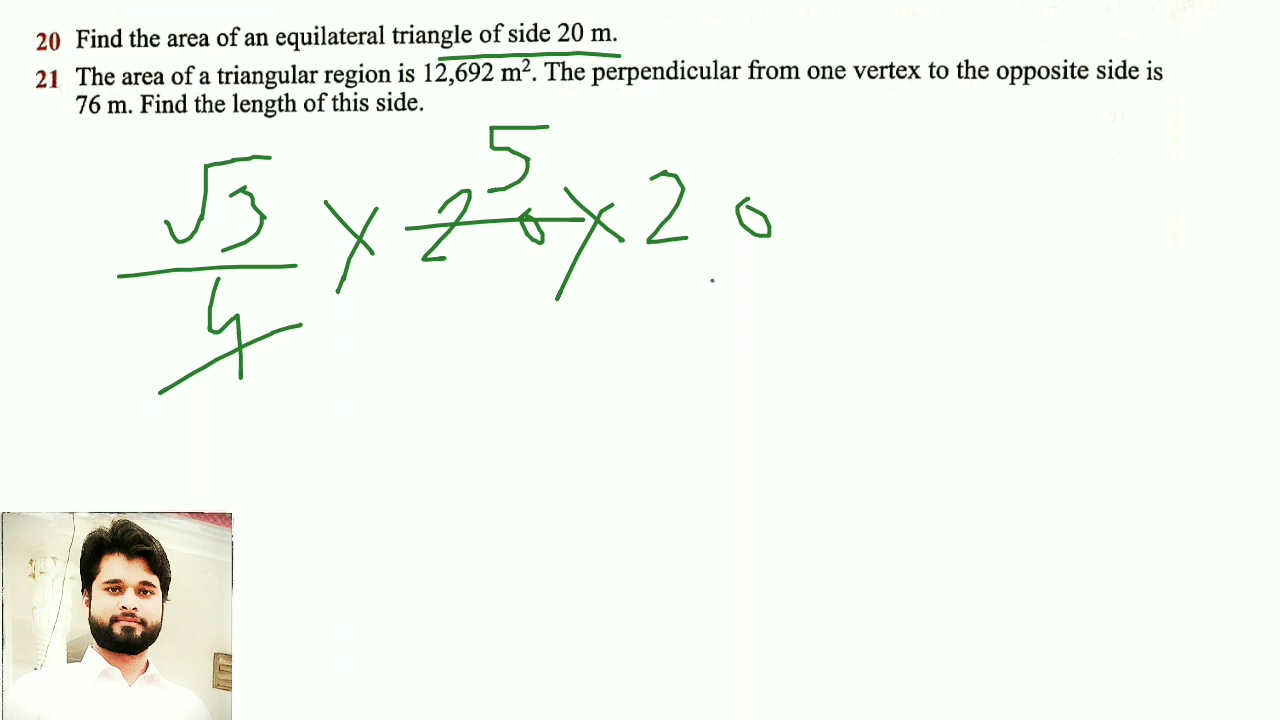 20 Find the area of an equilateral triangle of side 20 m.
21 The area of a triangular region is 12,692 m². The perpendicular from one vertex to the opposite side is
76 m. Find the length of this side.
5
√3 × 20 × 20
4